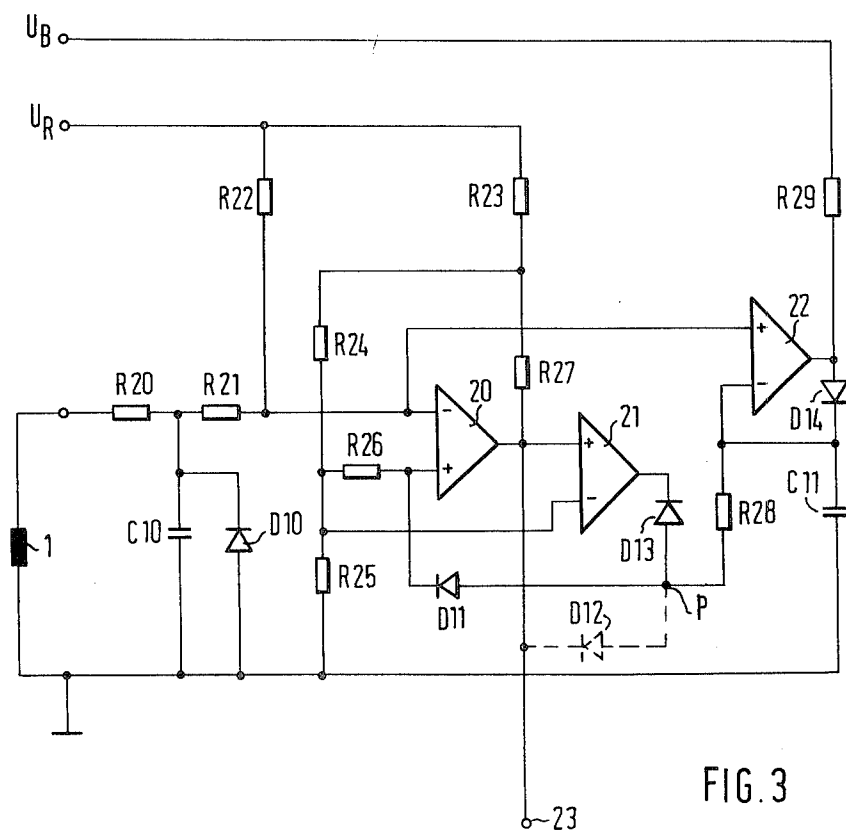 U_B
U_R
R22
R23
R29
R24
22
+
-
R20
R21
R27
D14
20
21
-
+
R26
+
-
C11
R28
C10
D10
D13
1
R25
D11
D12
P
FIG. 3
23